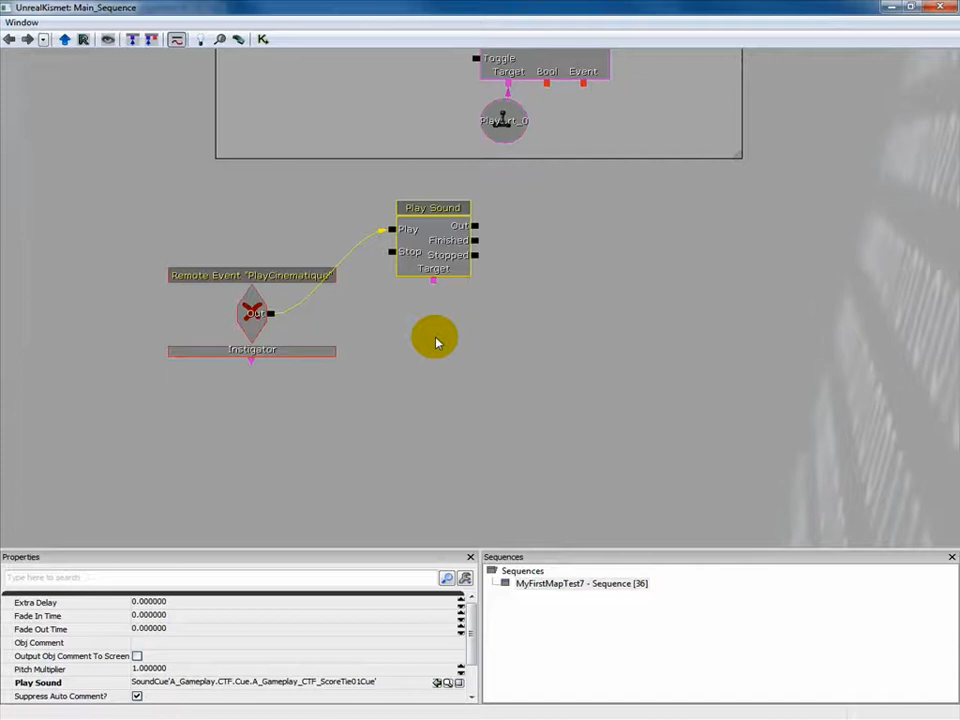 UnrealKismet: Main_Sequence
Window
Toggle
Target Bool Event
Play
rt_0
Play Sound
Play Out
Finished
Stop
Stopped
Target
Remote Event "PlayCinematique"
Out
Instigator
Properties
Type here to search
Extra Delay 0.000000
Fade In Time 0.000000
Fade Out Time 0.000000
Obj Comment
Output Obj Comment To Screen
Pitch Multiplier 1.000000
Play Sound SoundCue'A_Gameplay.CTF.Cue.A_Gameplay_CTF_ScoreTie01Cue'
Suppress Auto Comment?
Sequences
Sequences
MyFirstMapTest7 - Sequence [36]